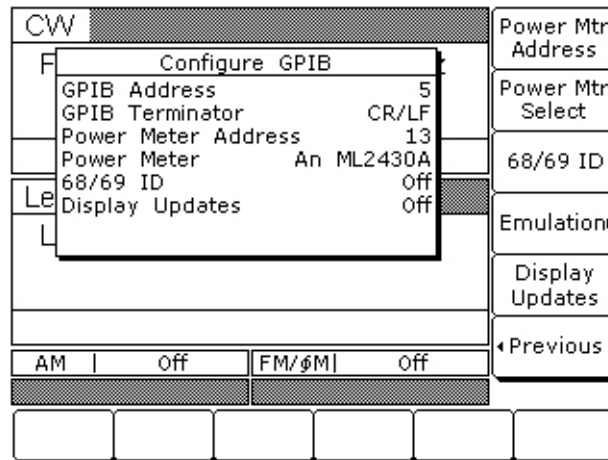 CW
F
Configure GPIB
GPIB Address 5
GPIB Terminator CR/LF
Power Meter Address 13
Power Meter An ML2430A
68/69 ID Off
Display Updates Off
Le
L
AM | Off
FM/ϕM| Off
Power Mtr
Address
Power Mtr
Select
68/69 ID
Emulation
Display
Updates
◂Previous